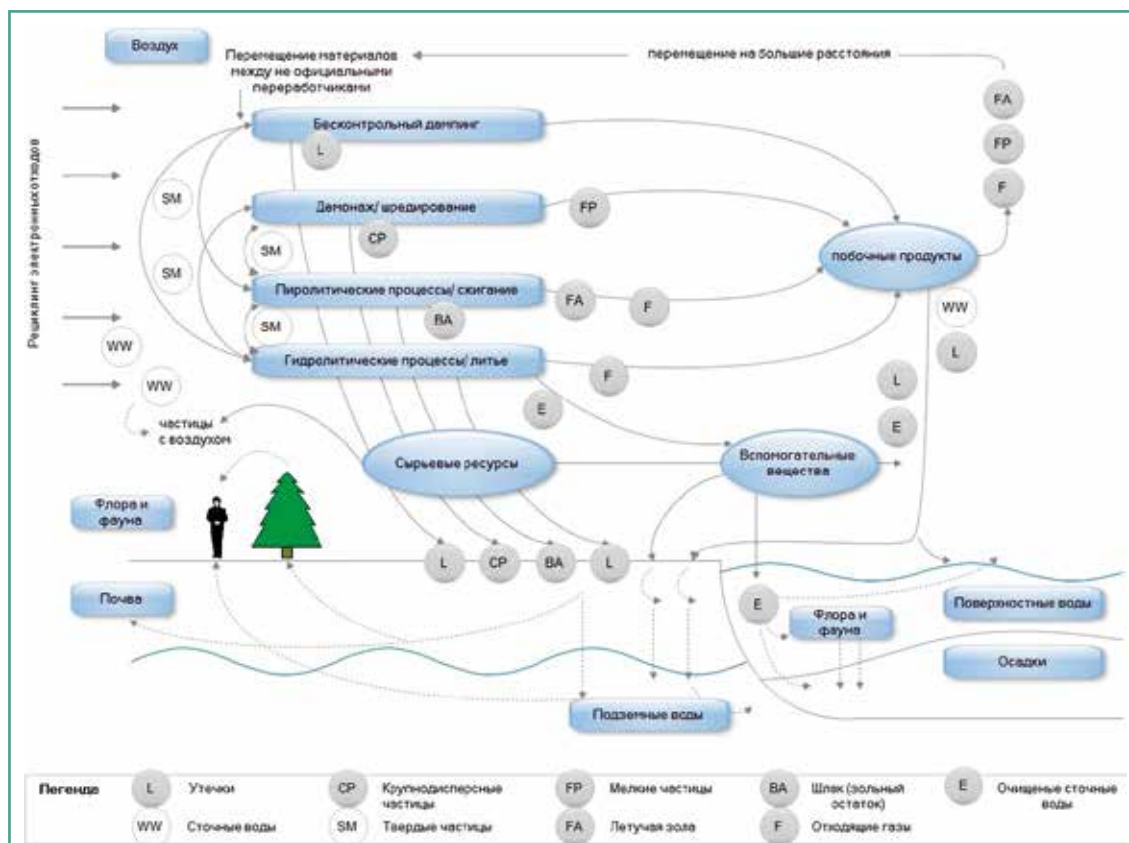 Воздух
Перемещение материалов
между не официальными
переработчиками
перемещение на большие расстояния
Рециклинг электронныхотходов
FA
FP
F
Бесконтрольный дампинг
L
SM
Демонаж/ шредирование
FP
CP
SM
SM
побочные продукты
Пиролитические процессы/ сжигание
FA
F
BA
SM
WW
L
WW
Гидролитические процессы/ литье
F
WW
E
L
E
частицы
с воздухом
Сырьевые ресурсы
Вспомогательные
вещества
Флора и
фауна
L
CP
BA
L
E
Почва
Флора и
фауна
Поверхностные воды
Осадки
Подземные воды
Легенда
L
Утечки
CP
Крупнодисперсные
частицы
FP
Мелкие частицы
BA
Шлак (зольный
остаток)
E
Очищеные сточные
воды
WW
Сточные воды
SM
Твердые частицы
FA
Летучая зола
F
Отходящие газы